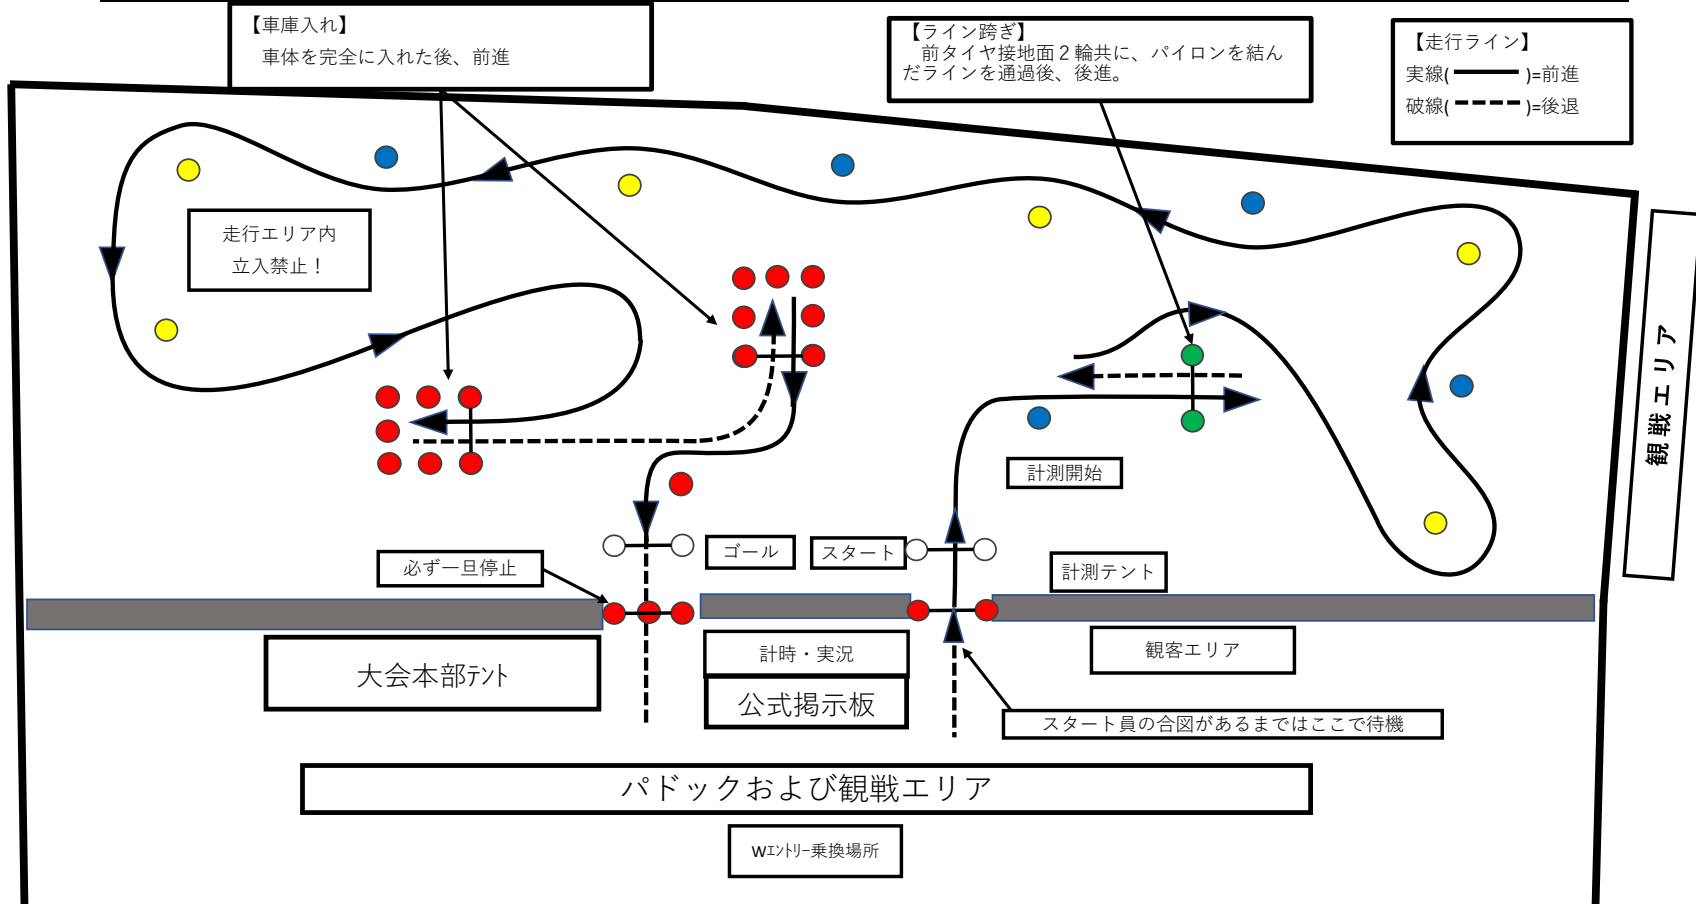 【車庫入れ】
車体を完全に入れた後、前進
【ライン跨ぎ】
前タイヤ接地面２輪共に、パイロンを結ん
だラインを通過後、後進。
【走行ライン】
実線( )=前進
破線( )=後退
走行エリア内
立入禁止！
観戦エリア
計測開始
ゴール
スタート
必ず一旦停止
計測テント
大会本部ﾃﾝﾄ
計時・実況
公式掲示板
観客エリア
スタート員の合図があるまではここで待機
パドックおよび観戦エリア
Wｴﾝﾄﾘｰ乗換場所